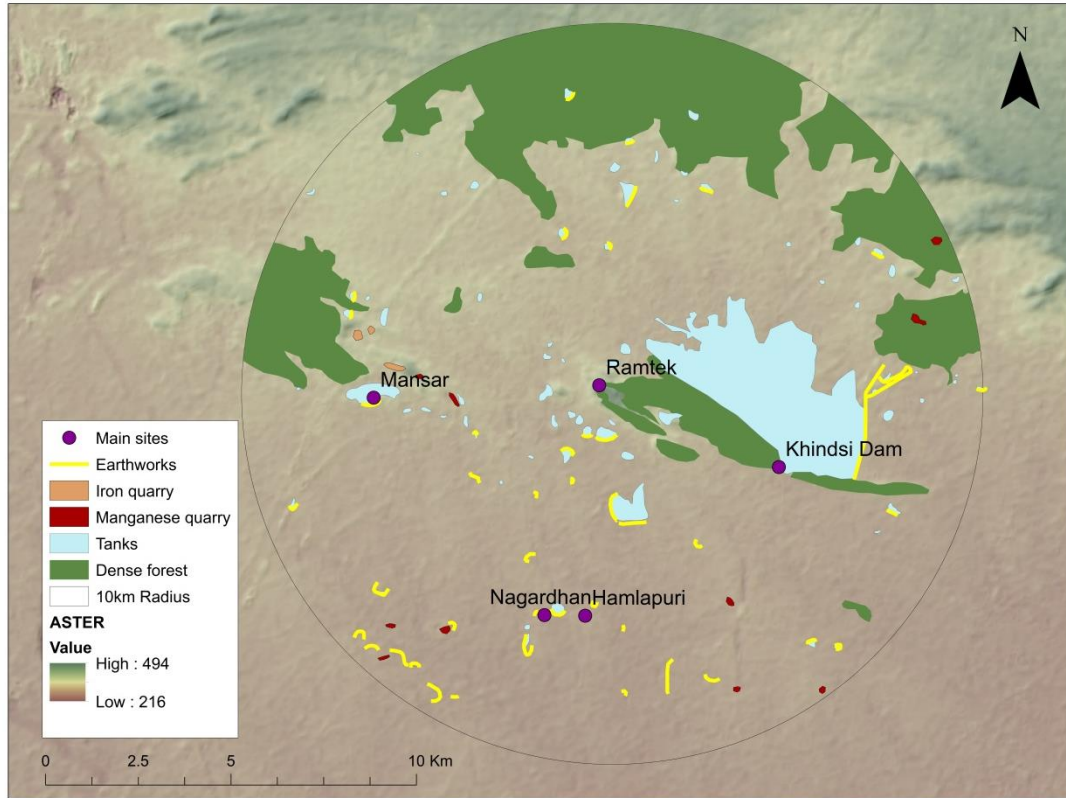 N
Ramtek
Mansar
Khindsi Dam
Nagardhan
Hamlapuri
Main sites
Earthworks
Iron quarry
Manganese quarry
Tanks
Dense forest
10km Radius
ASTER
Value
High : 494
Low : 216
0 2.5 5 10 Km